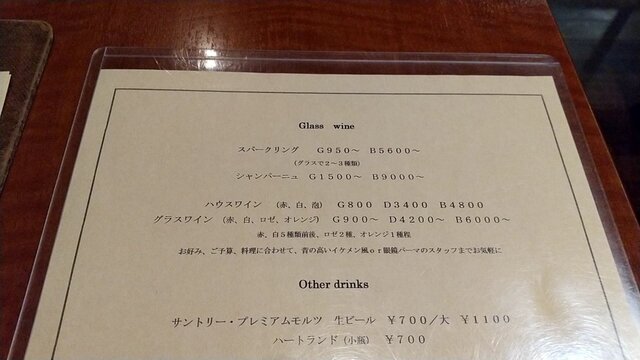 Glass wine
スパークリング G950～ B5600～
(グラスで2～3種類)
シャンパーニュ G1500～ B9000～
ハウスワイン (赤、白、泡) G800 D3400 B4800
グラスワイン (赤、白、ロゼ、オレンジ) G900～ D4200～ B6000～
赤、白5種類前後、ロゼ2種、オレンジ1種程
お好み、ご予算、料理に合わせて、背の高いイケメン風or眼鏡パーマのスタッフまでお気軽に
Other drinks
サントリー・プレミアムモルツ 生ビール ￥700/大 ￥1100
ハートランド (小瓶) ￥700